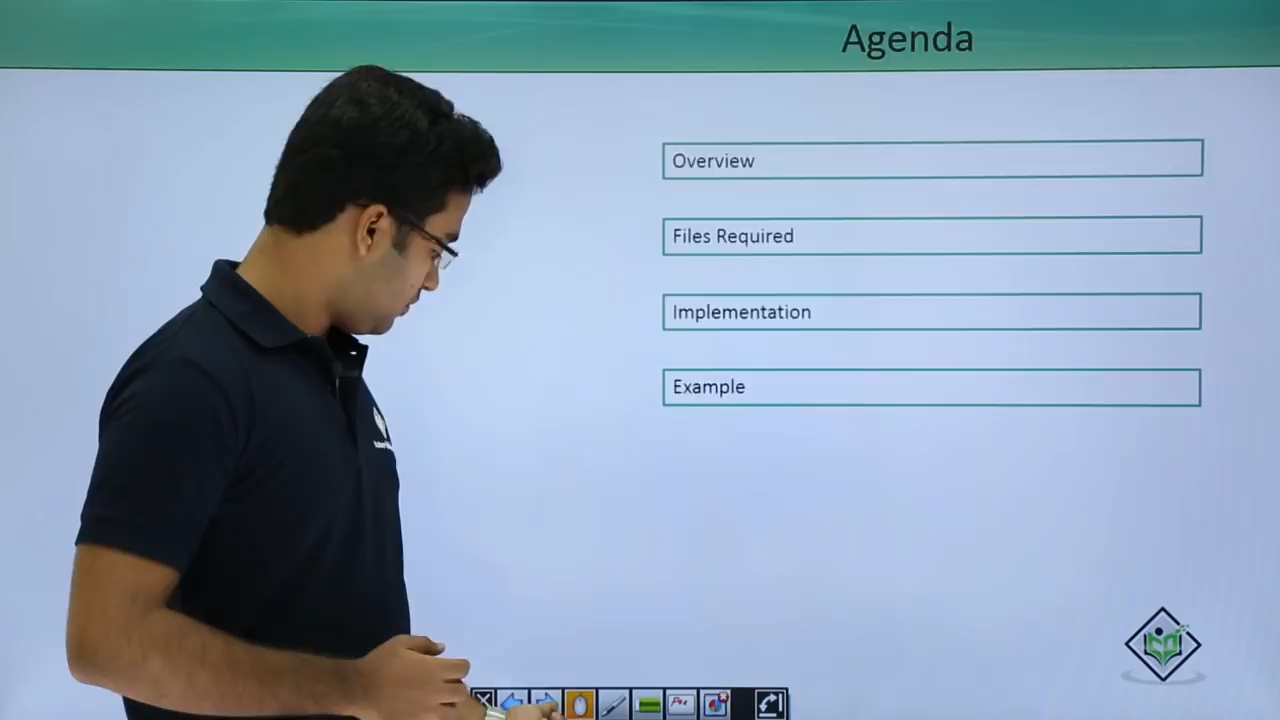 Agenda
Overview
Files Required
Implementation
Example